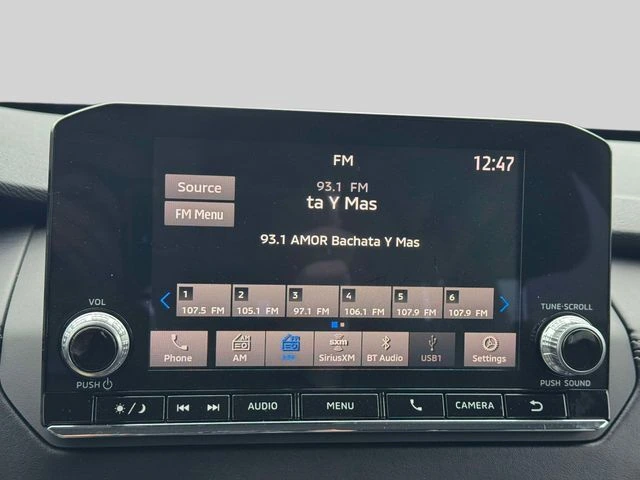 FM
12:47
Source
93.1 FM
ta Y Mas
FM Menu
93.1 AMOR Bachata Y Mas
1 2 3 4 5 6
107.5 FM 105.1 FM 97.1 FM 106.1 FM 107.9 FM 107.9 FM
VOL
TUNE·SCROLL
Phone AM SiriusXM BT Audio USB1 Settings
PUSH
PUSH SOUND
AUDIO MENU CAMERA